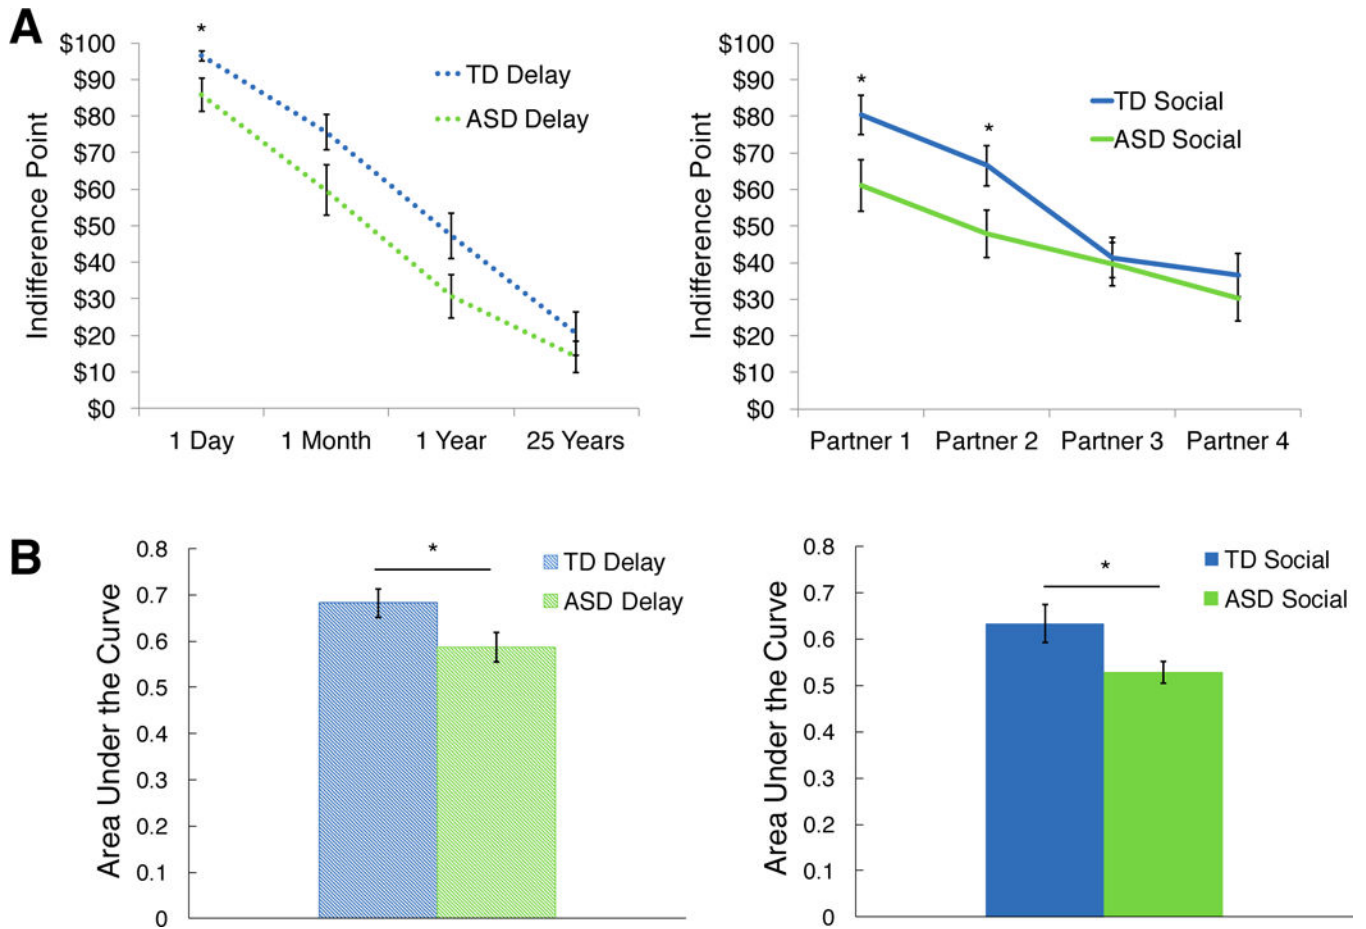 A
*
$100
$90
$80
$70
$60
$50
$40
$30
$20
$10
$0
Indifference Point
TD Delay
ASD Delay
1 Day 1 Month 1 Year 25 Years
*
*
$100
$90
$80
$70
$60
$50
$40
$30
$20
$10
$0
Indifference Point
TD Social
ASD Social
Partner 1 Partner 2 Partner 3 Partner 4
B
*
0.8
0.7
0.6
0.5
0.4
0.3
0.2
0.1
0
Area Under the Curve
TD Delay
ASD Delay
*
0.8
0.7
0.6
0.5
0.4
0.3
0.2
0.1
0
Area Under the Curve
TD Social
ASD Social